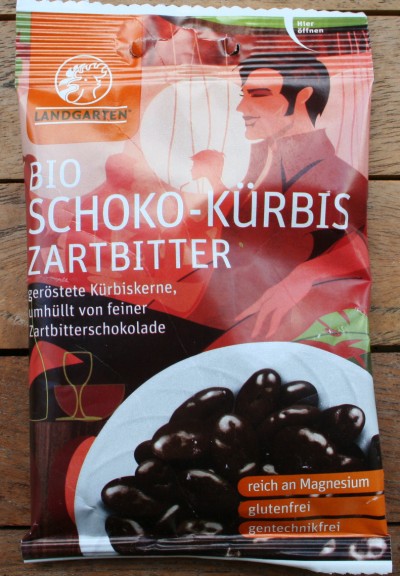 Hier
öffnen
LANDGARTEN
BIO
SCHOKO-KÜRBIS
ZARTBITTER
geröstete Kürbiskerne,
umhüllt von feiner
Zartbitterschokolade
reich an Magnesium
glutenfrei
gentechnikfrei